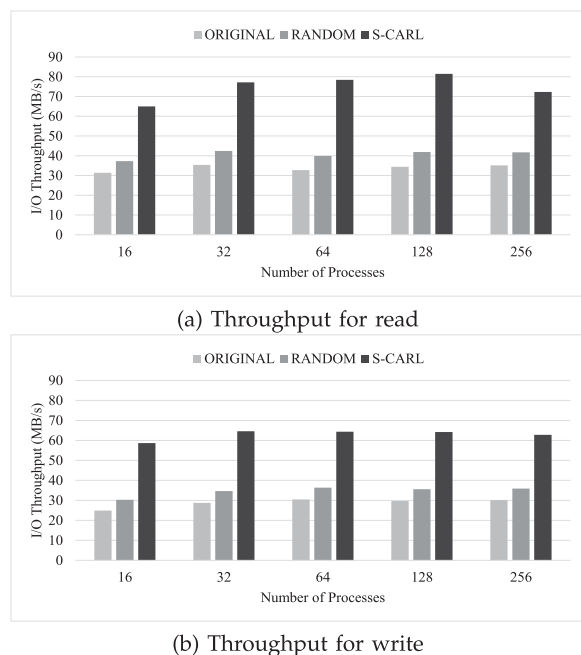 ORIGINAL RANDOM S-CARL
90
80
70
60
50
40
30
20
10
0
I/O Throughput (MB/s)
16 32 64 128 256
Number of Processes
(a) Throughput for read
ORIGINAL RANDOM S-CARL
90
80
70
60
50
40
30
20
10
0
I/O Throughput (MB/s)
16 32 64 128 256
Number of Processes
(b) Throughput for write